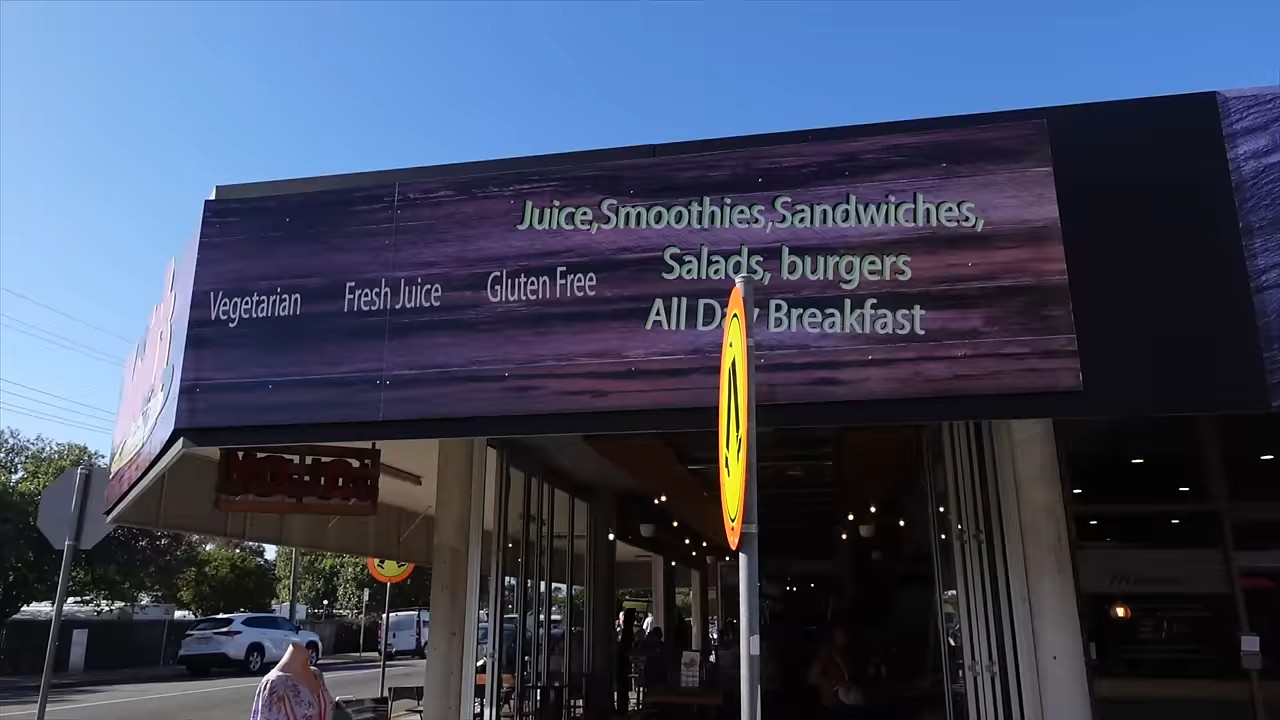 Juice,Smoothies,Sandwiches,
Salads, burgers
All Day Breakfast
Vegetarian Fresh Juice Gluten Free